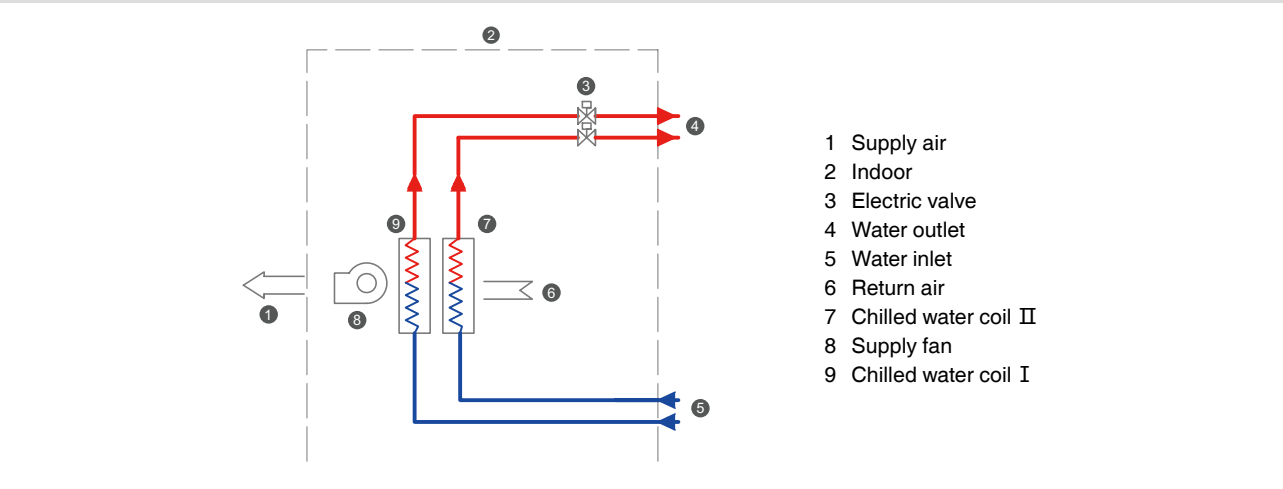 2
3
4
9
7
6
1
8
5
1 Supply air
2 Indoor
3 Electric valve
4 Water outlet
5 Water inlet
6 Return air
7 Chilled water coil Ⅱ
8 Supply fan
9 Chilled water coil Ⅰ